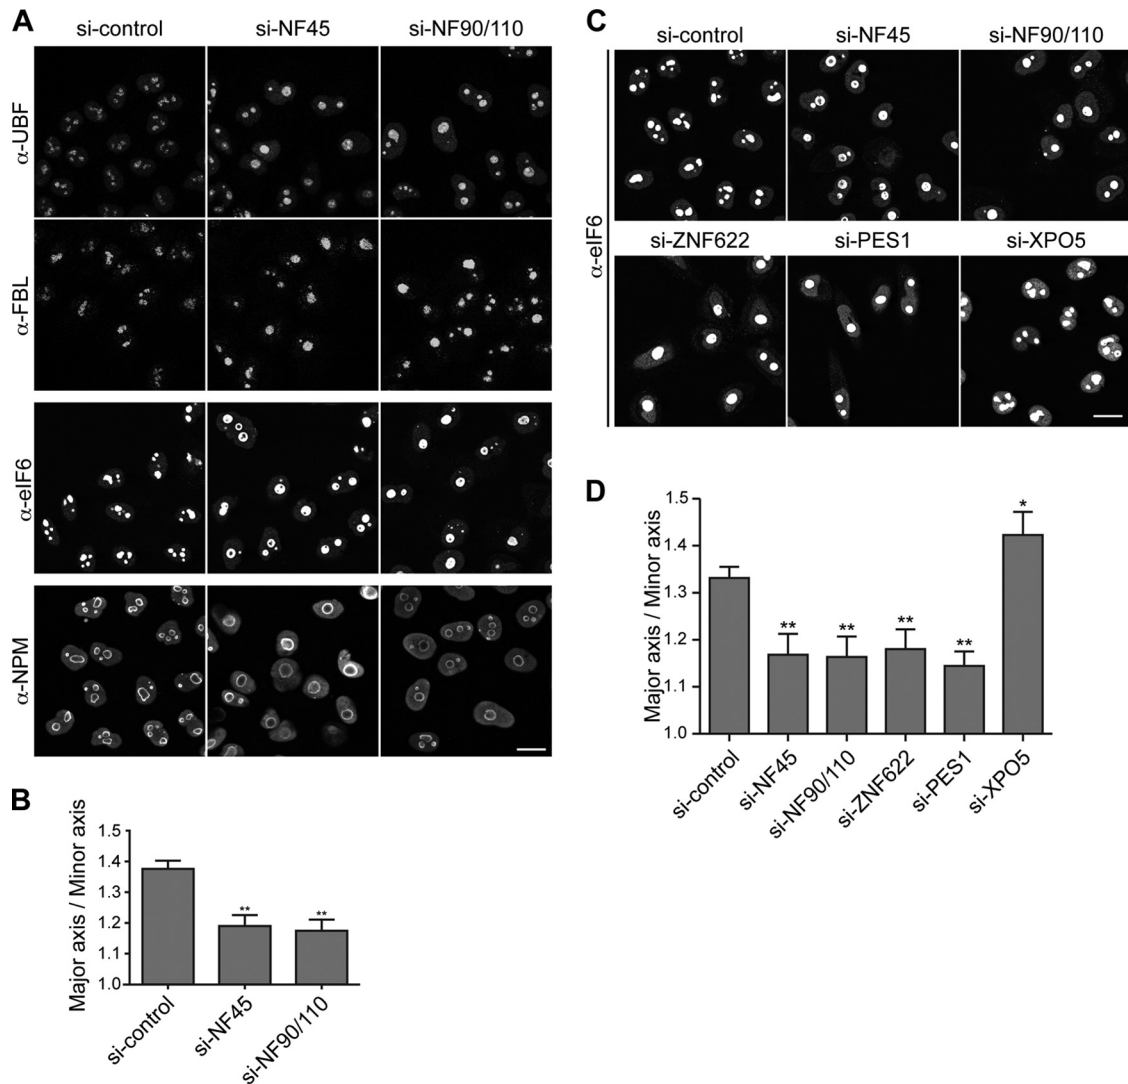 A
si-control si-NF45 si-NF90/110
α-UBF
α-FBL
α-eIF6
α-NPM
B
Major axis / Minor axis
1.5
1.4
1.3
1.2
1.1
1.0
** **
si-control si-NF45 si-NF90/110
C
si-control si-NF45 si-NF90/110
α-eIF6
si-ZNF622 si-PES1 si-XPO5
D
Major axis / Minor axis
1.5
1.4
1.3
1.2
1.1
1.0
** ** ** ** *
si-control si-NF45 si-NF90/110 si-ZNF622 si-PES1 si-XPO5